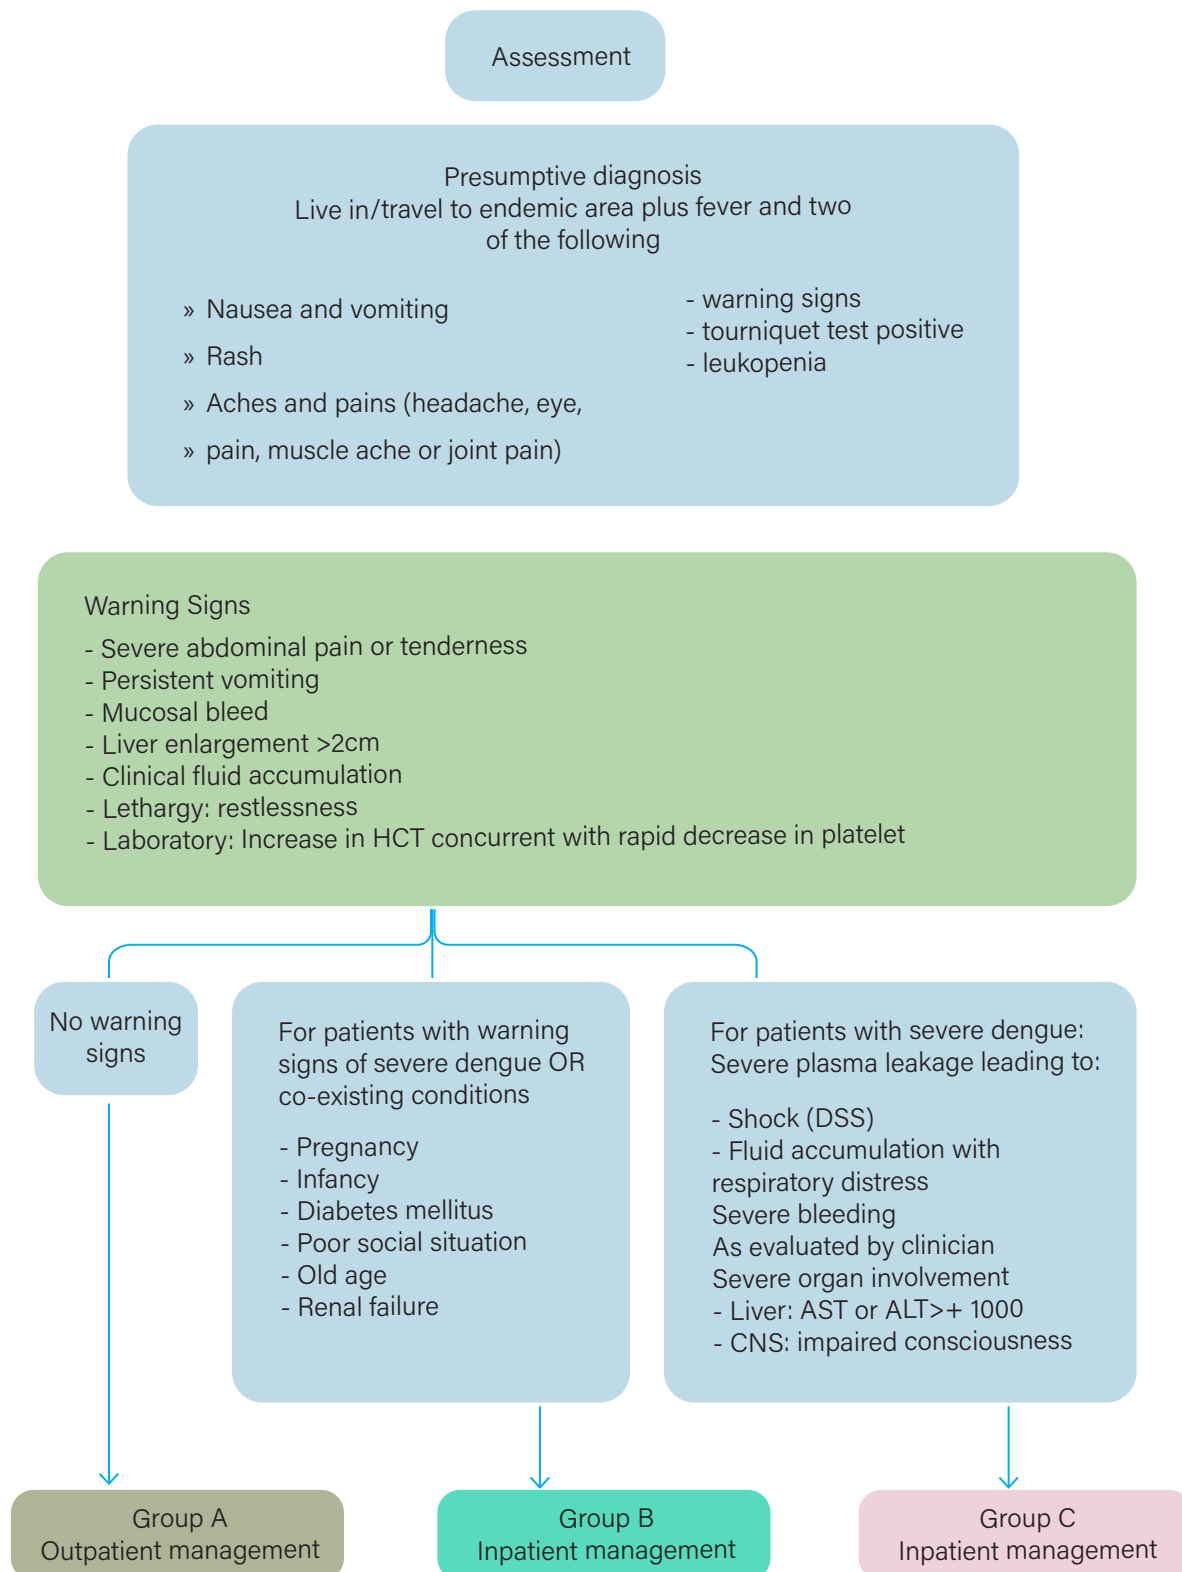 Assessment
Presumptive diagnosis
Live in/travel to endemic area plus fever and two
of the following
» Nausea and vomiting
» Rash
» Aches and pains (headache, eye,
» pain, muscle ache or joint pain)
- warning signs
- tourniquet test positive
- leukopenia
Warning Signs
- Severe abdominal pain or tenderness
- Persistent vomiting
- Mucosal bleed
- Liver enlargement >2cm
- Clinical fluid accumulation
- Lethargy: restlessness
- Laboratory: Increase in HCT concurrent with rapid decrease in platelet
No warning
signs
For patients with warning
signs of severe dengue OR
co-existing conditions
- Pregnancy
- Infancy
- Diabetes mellitus
- Poor social situation
- Old age
- Renal failure
For patients with severe dengue:
Severe plasma leakage leading to:
- Shock (DSS)
- Fluid accumulation with
respiratory distress
Severe bleeding
As evaluated by clinician
Severe organ involvement
- Liver: AST or ALT>+ 1000
- CNS: impaired consciousness
Group A
Outpatient management
Group B
Inpatient management
Group C
Inpatient management